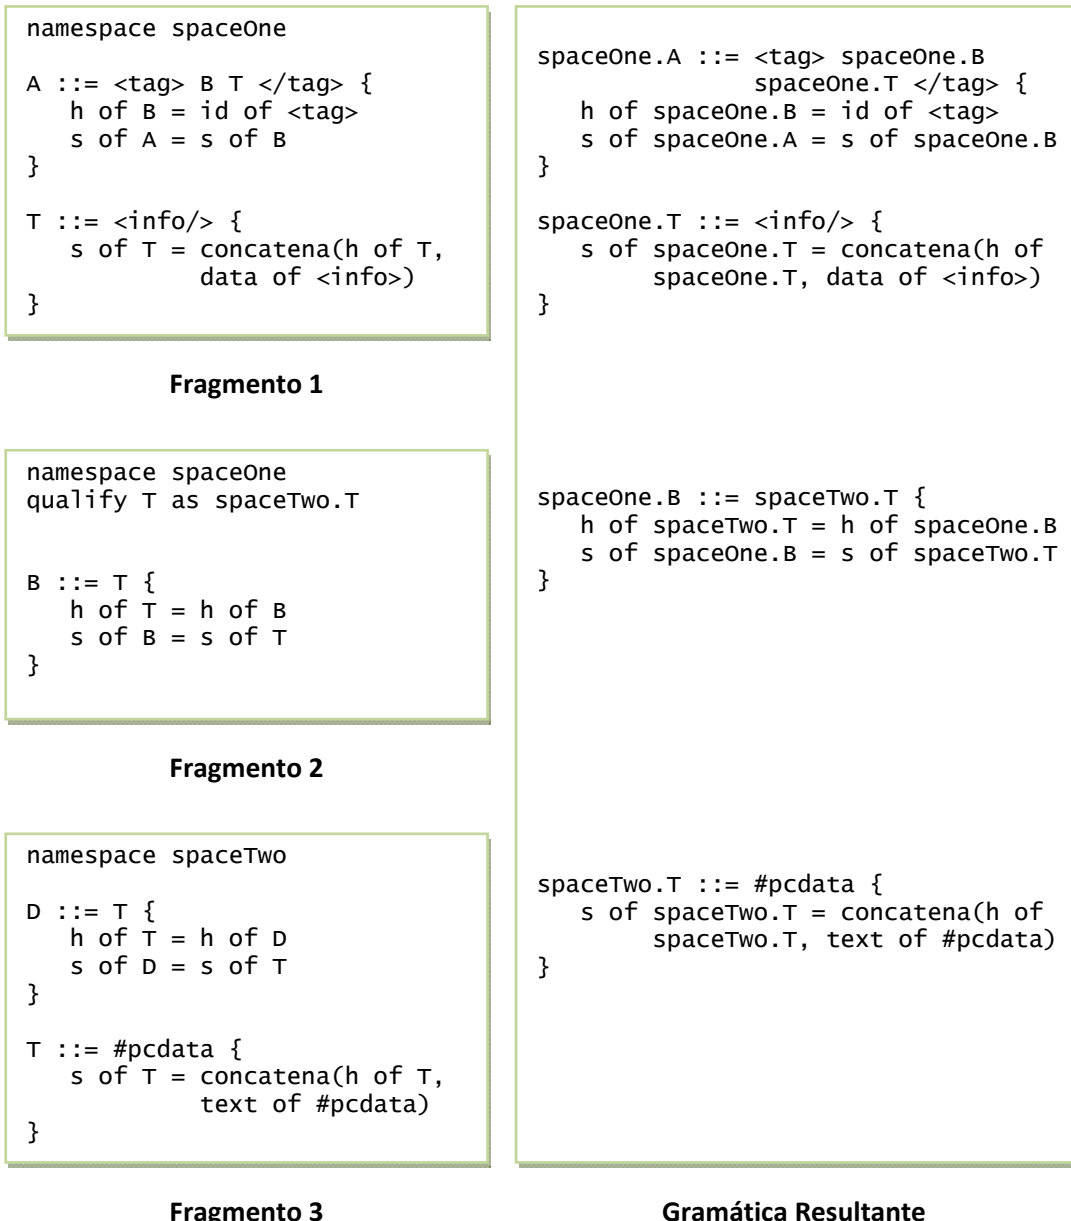 namespace spaceOne
A ::= <tag> B T </tag> {
h of B = id of <tag>
s of A = s of B
}
T ::= <info/> {
s of T = concatena(h of T,
data of <info>)
}
Fragmento 1
namespace spaceOne
qualify T as spaceTwo.T
B ::= T {
h of T = h of B
s of B = s of T
}
Fragmento 2
namespace spaceTwo
D ::= T {
h of T = h of D
s of D = s of T
}
T ::= #pcdata {
s of T = concatena(h of T,
text of #pcdata)
}
Fragmento 3
spaceOne.A ::= <tag> spaceOne.B
spaceOne.T </tag> {
h of spaceOne.B = id of <tag>
s of spaceOne.A = s of spaceOne.B
}
spaceOne.T ::= <info/> {
s of spaceOne.T = concatena(h of
spaceOne.T, data of <info>)
}
spaceOne.B ::= spaceTwo.T {
h of spaceTwo.T = h of spaceOne.B
s of spaceOne.B = s of spaceTwo.T
}
spaceTwo.T ::= #pcdata {
s of spaceTwo.T = concatena(h of
spaceTwo.T, text of #pcdata)
}
Gramática Resultante